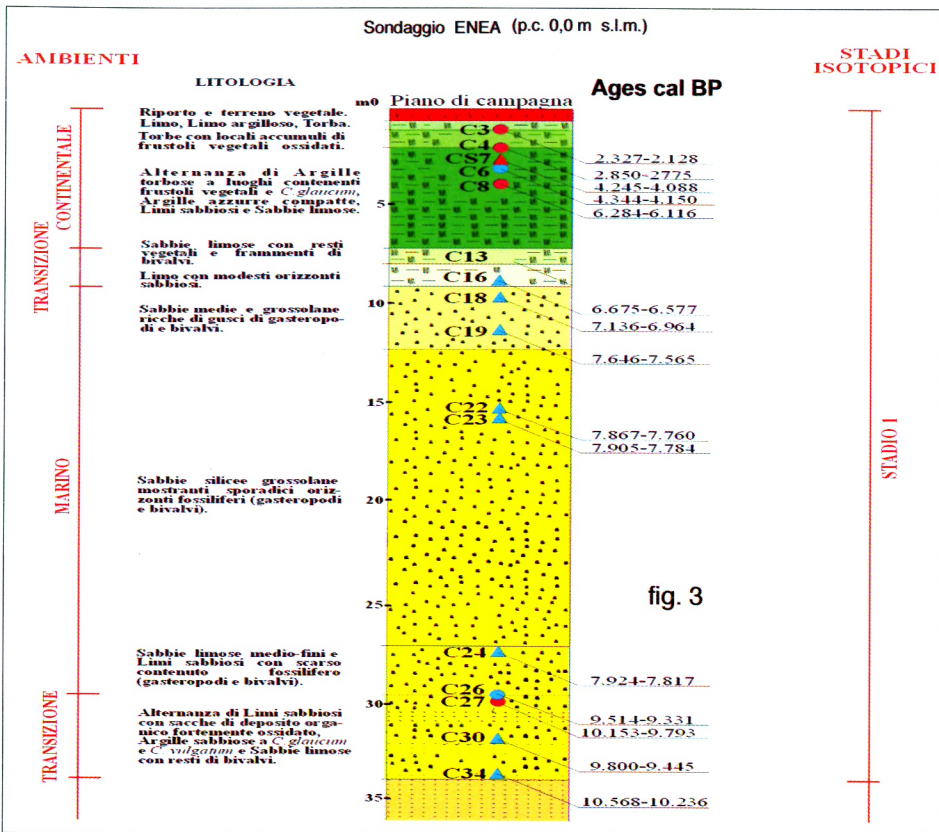 Sondaggio ENEA (p.c. 0,0 m s.l.m.)
AMBIENTI
STADI
ISOTOPICI
LITOLOGIA
m0 Piano di campagna
Ages cal BP
Riporto e terreno vegetale.
Limo, Limo argilloso, Torba.
Torbe con locali accumuli di
frustoli vegetali ossidati.
Alternanza di Argille
torbose a luoghi contenenti
frustoli vegetali e C glaucum,
Argille azzurre compatte,
Limi sabbiosi e Sabbie limose.
Sabbie limose con resti
vegetali e frammenti di
bivalvi.
Limo con modesti orizzonti
sabbiosi.
Sabbie medie e grossolane
ricche di gusci di gasteropo-
di e bivalvi.
Sabbie silicee grossolane
mostranti sporadici oriz-
zonti fossiliferi (gasteropodi
e bivalvi).
Sabbie limose medio-fini e
Limi sabbiosi con scarso
contenuto fossilifero
(gasteropodi e bivalvi).
Alternanza di Limi sabbiosi
con sacche di deposito orga-
nico fortemente ossidato,
Argille sabbiose a C glaucum
e C. vulgatum e Sabbie limose
con resti di bivalvi.
CONTINENTALE
TRANSIZIONE
MARINO
TRANSIZIONE
5
10
15
20
25
30
35
C3
C4
CS7
C6
C8
C13
C16
C18
C19
C22
C23
C24
C26
C27
C30
C34
2.327-2.128
2.850-2775
4.245-4.088
4.344-4.150
6.284-6.116
6.675-6.577
7.136-6.964
7.646-7.565
7.867-7.760
7.905-7.784
7.924-7.817
9.514-9.331
10.153-9.793
9.800-9.445
10.568-10.236
fig. 3
STADIO 1